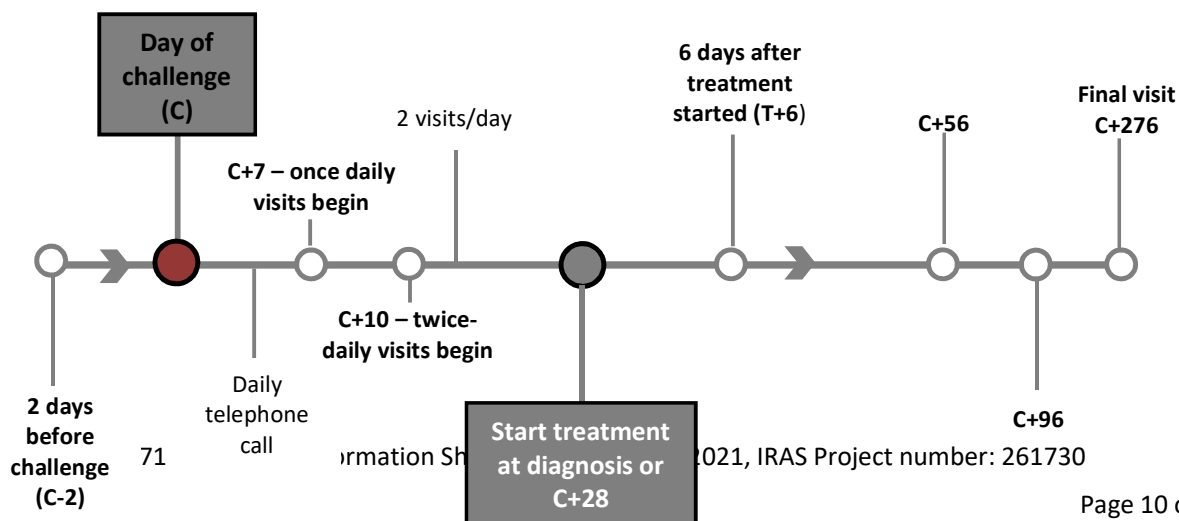 Day of
challenge
(C)
6 days after
treatment
started (T+6)
Final visit
C+276
2 visits/day
C+56
C+7 – once daily
visits begin
C+10 – twice-
daily visits begin
Daily
telephone
call
2 days
before
challenge
(C-2)
Start treatment
at diagnosis or
C+28
C+96
71 2021, IRAS Project number: 261730
Page 10